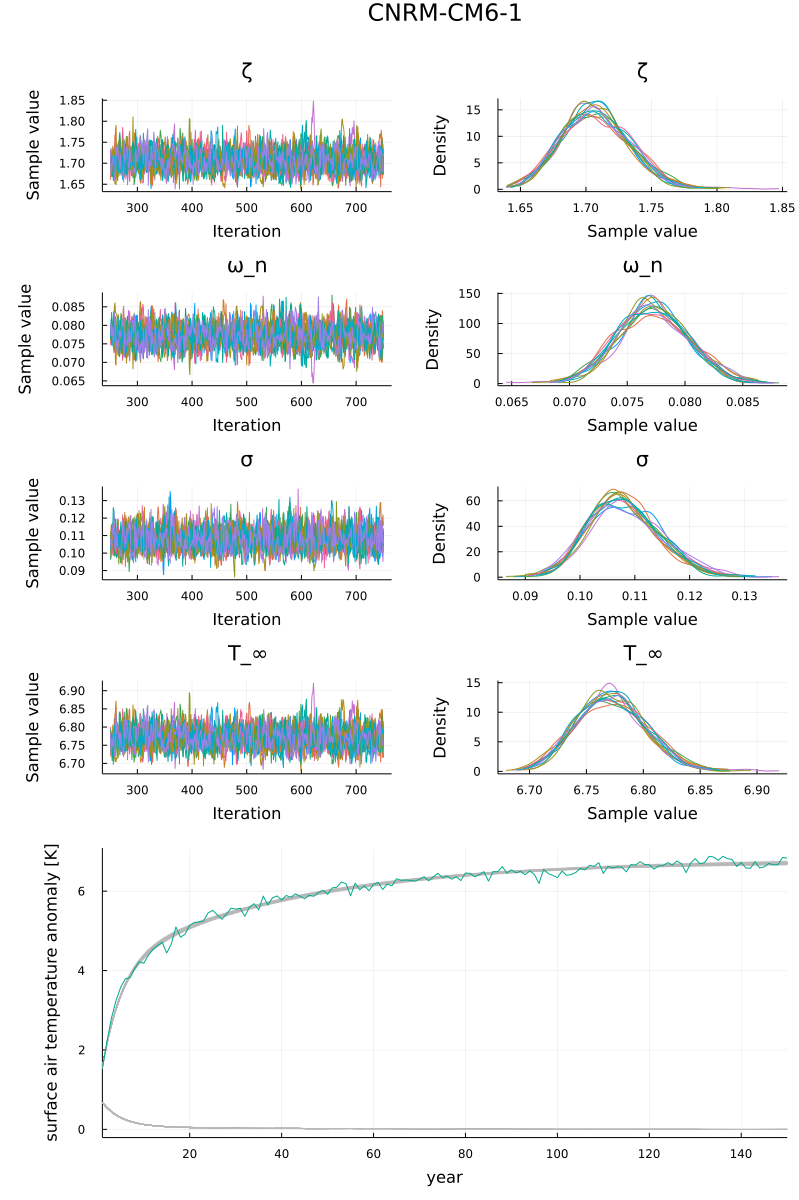 CNRM-CM6-1
ζ
Sample value
1.85
1.80
1.75
1.70
1.65
300 400 500 600 700
Iteration
ζ
Density
15
10
5
0
1.65 1.70 1.75 1.80 1.85
Sample value
ω_n
Sample value
0.085
0.080
0.075
0.070
0.065
300 400 500 600 700
Iteration
ω_n
Density
150
100
50
0
0.065 0.070 0.075 0.080 0.085
Sample value
σ
Sample value
0.13
0.12
0.11
0.10
0.09
300 400 500 600 700
Iteration
σ
Density
60
40
20
0
0.09 0.10 0.11 0.12 0.13
Sample value
T_∞
Sample value
6.90
6.85
6.80
6.75
6.70
300 400 500 600 700
Iteration
T_∞
Density
15
10
5
0
6.70 6.75 6.80 6.85 6.90
Sample value
surface air temperature anomaly [K]
6
4
2
0
20 40 60 80 100 120 140
year